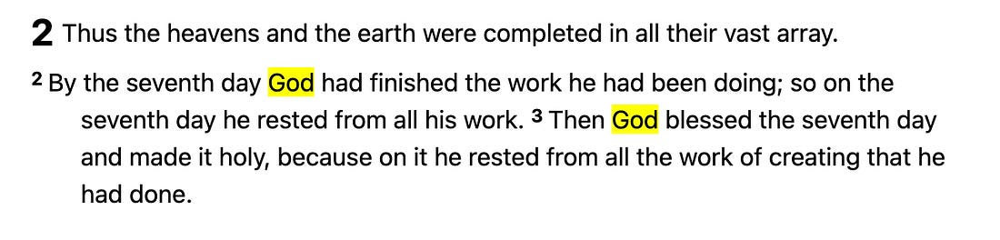 2 Thus the heavens and the earth were completed in all their vast array.
2 By the seventh day God had finished the work he had been doing; so on the
seventh day he rested from all his work. 3 Then God blessed the seventh day
and made it holy, because on it he rested from all the work of creating that he
had done.